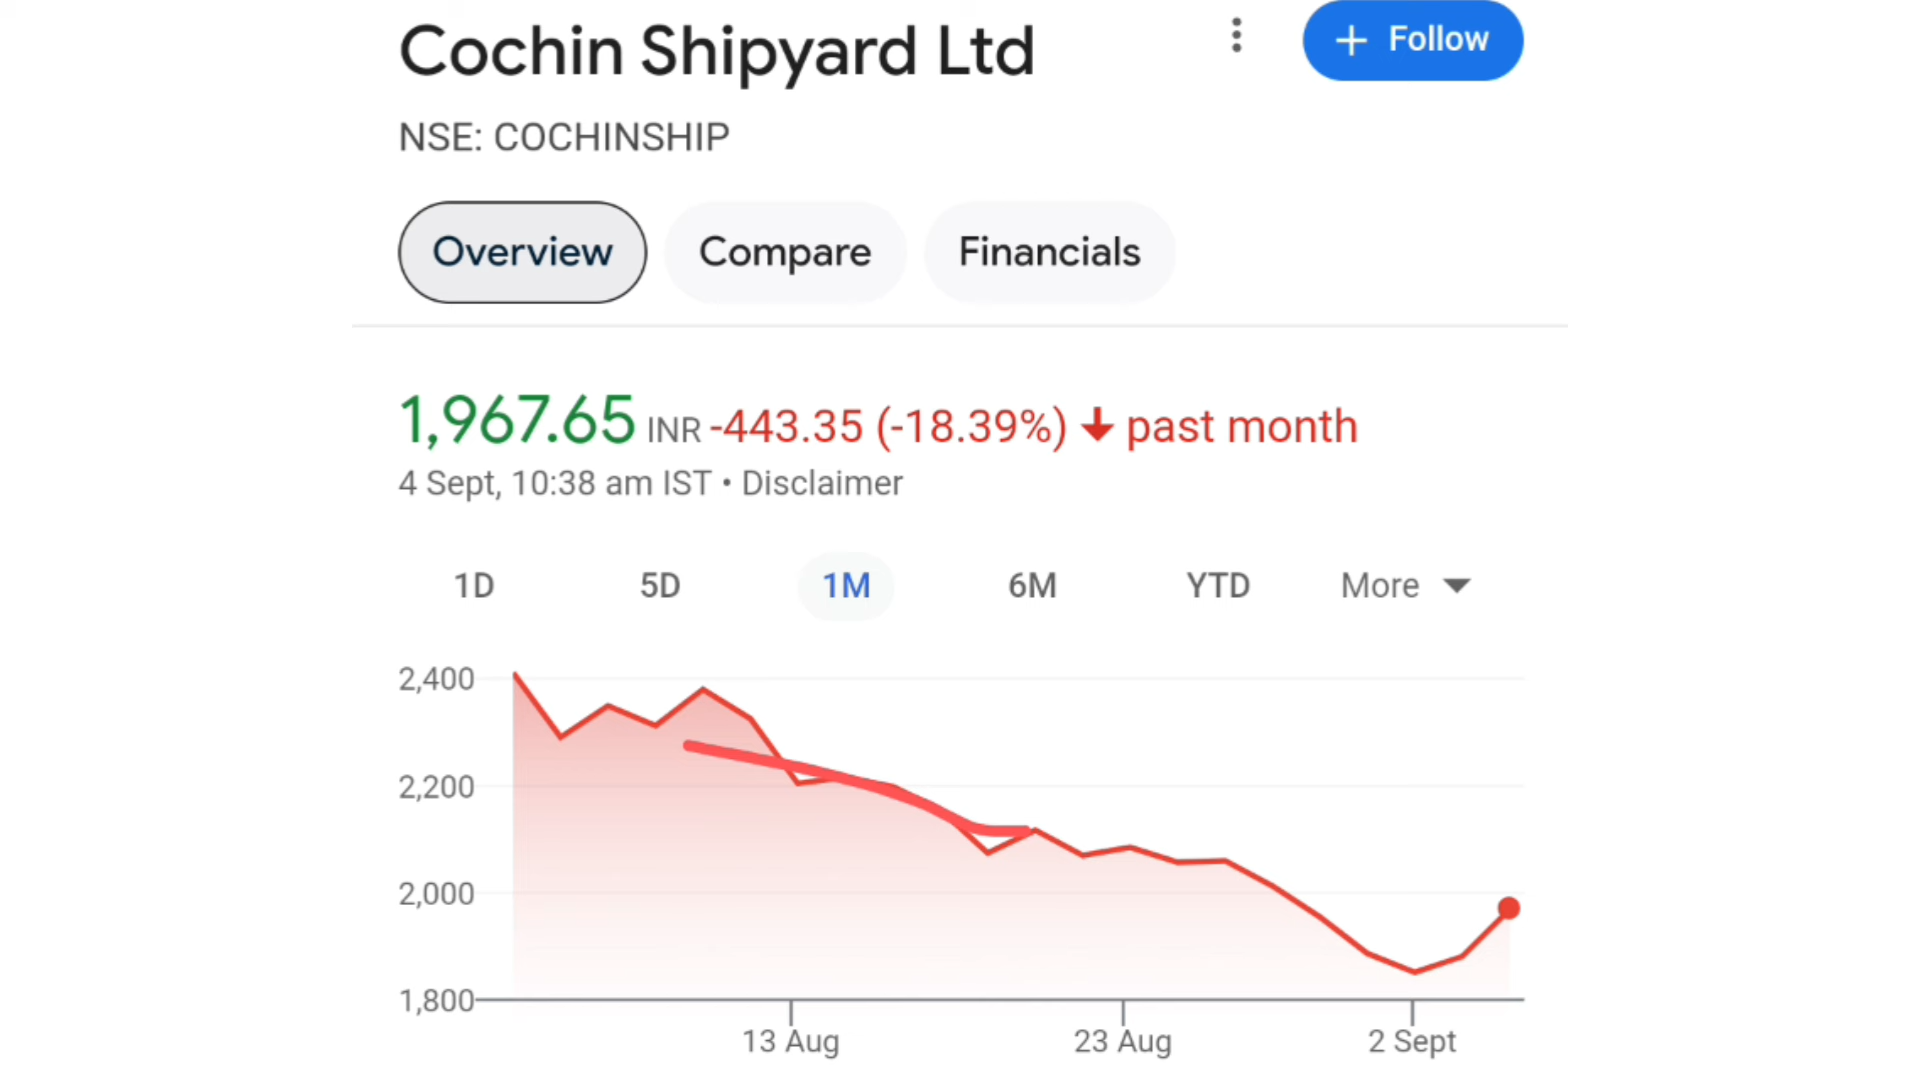 Cochin Shipyard Ltd
+ Follow
NSE: COCHINSHIP
Overview Compare Financials
1,967.65 INR -443.35 (-18.39%) ↓ past month
4 Sept, 10:38 am IST • Disclaimer
1D 5D 1M 6M YTD More
2,400
2,200
2,000
1,800
13 Aug 23 Aug 2 Sept